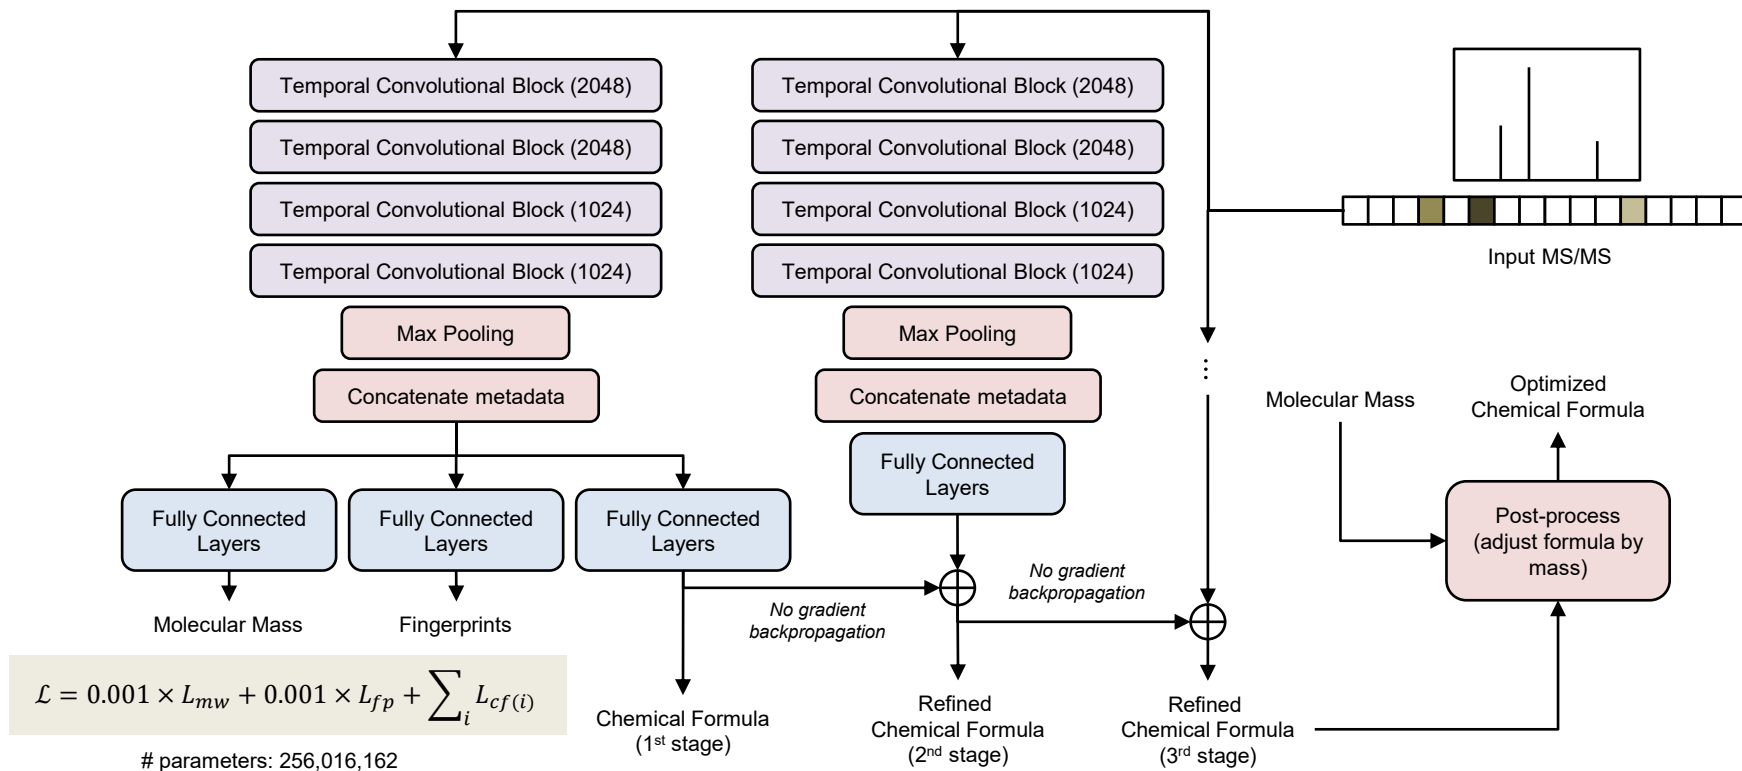 Temporal Convolutional Block (2048)
Temporal Convolutional Block (2048)
Temporal Convolutional Block (1024)
Temporal Convolutional Block (1024)
Max Pooling
Concatenate metadata
Fully Connected
Layers
Fully Connected
Layers
Fully Connected
Layers
Molecular Mass
Fingerprints
Chemical Formula
(1st stage)
ℒ = 0.001 × L_mw + 0.001 × L_fp + ∑_i L_cf(i)
# parameters: 256,016,162
Temporal Convolutional Block (2048)
Temporal Convolutional Block (2048)
Temporal Convolutional Block (1024)
Temporal Convolutional Block (1024)
Max Pooling
Concatenate metadata
Fully Connected
Layers
No gradient
backpropagation
Refined
Chemical Formula
(2nd stage)
No gradient
backpropagation
⋮
Refined
Chemical Formula
(3rd stage)
Input MS/MS
Molecular Mass
Optimized
Chemical Formula
Post-process
(adjust formula by
mass)